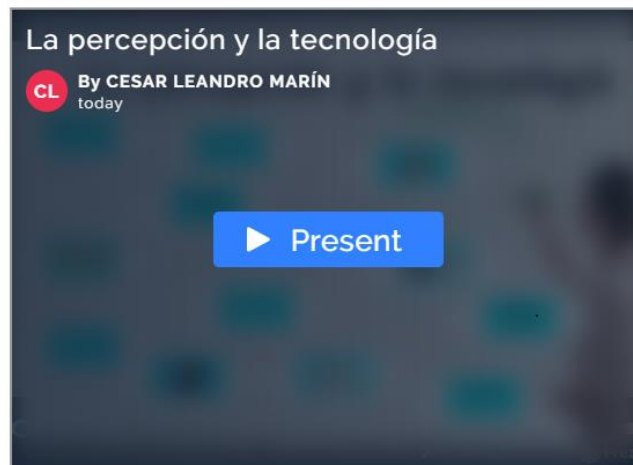 La percepción y la tecnología
CL
By CESAR LEANDRO MARÍN
today
Present